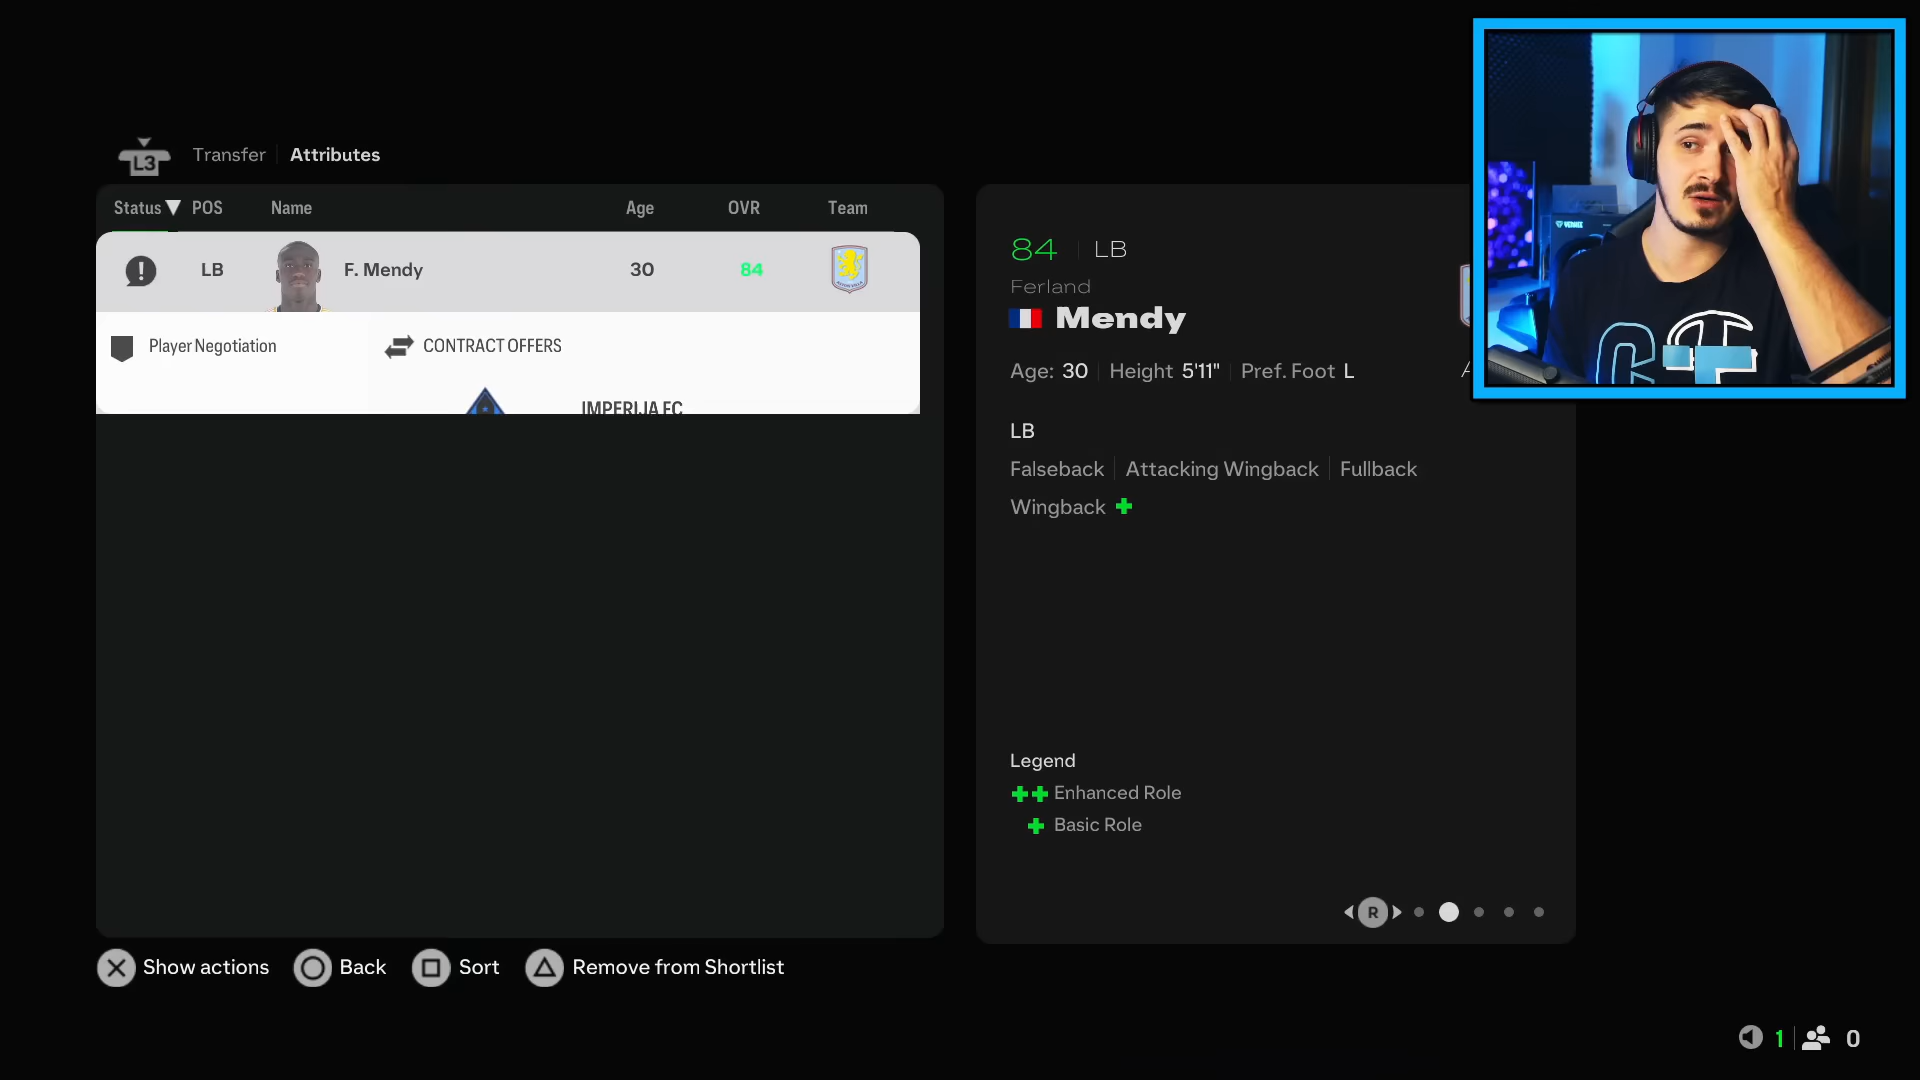 L3 Transfer Attributes
Status POS Name Age OVR Team
LB F. Mendy 30 84
Player Negotiation CONTRACT OFFERS
IMPERIJA FC
84 LB
Ferland
Mendy
Age: 30 Height 5'11" Pref. Foot L
LB
Falseback Attacking Wingback Fullback
Wingback
Legend
Enhanced Role
Basic Role
R
Show actions Back Sort Remove from Shortlist
1 0